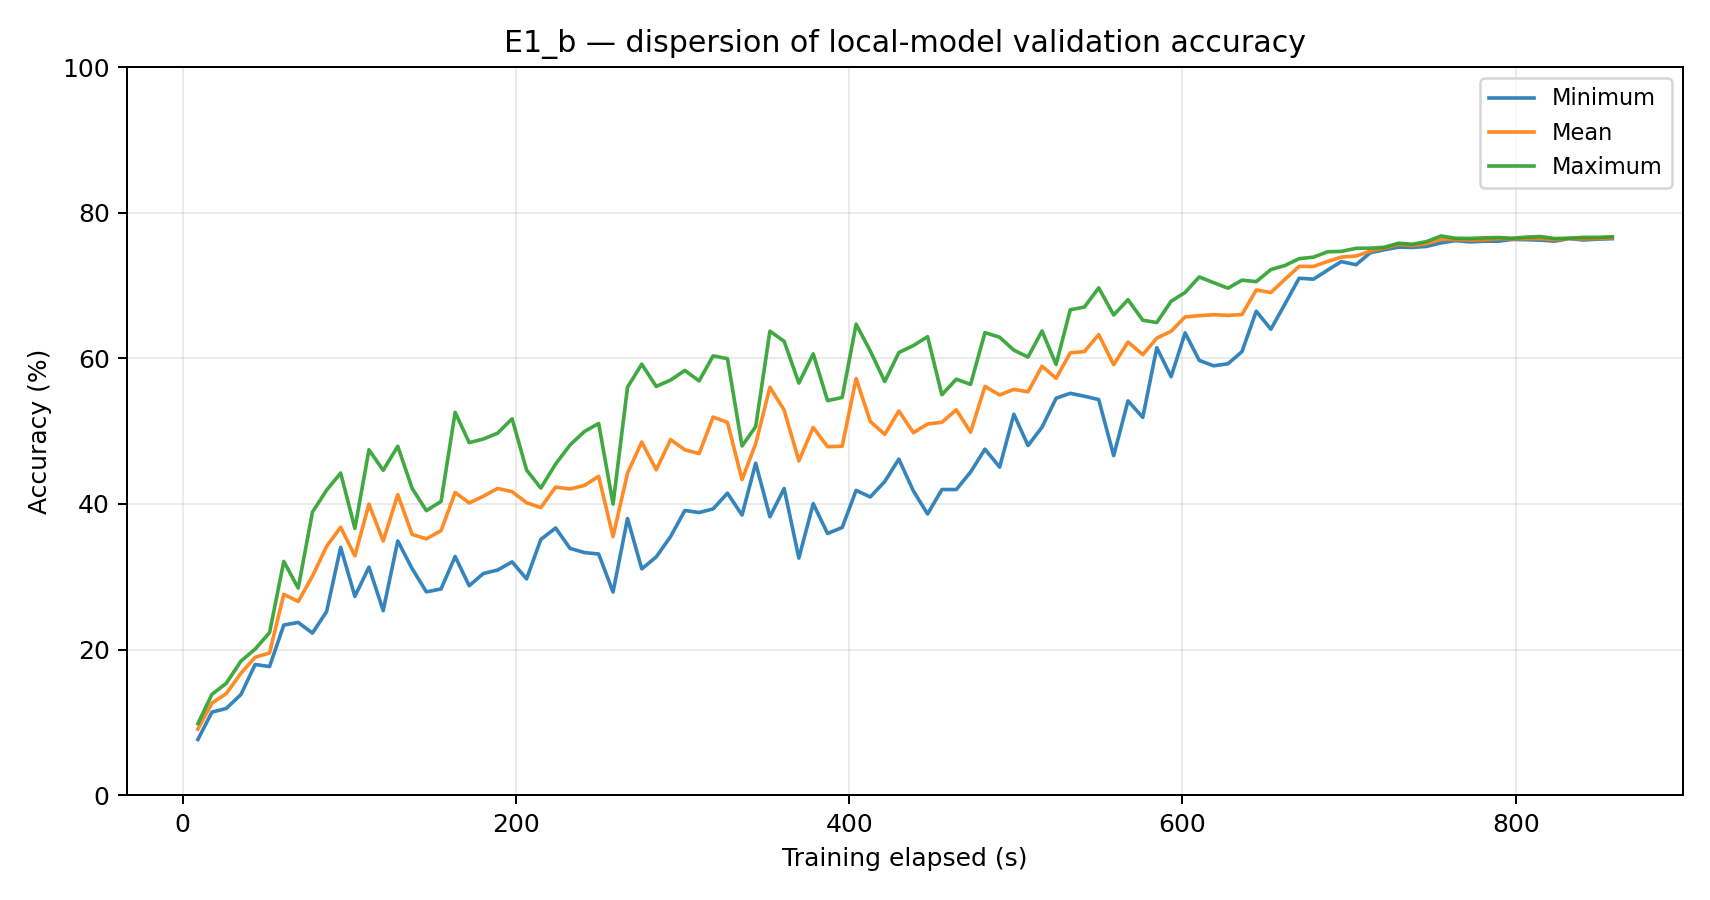 E1_b — dispersion of local-model validation accuracy
100
80
60
40
20
0
Accuracy (%)
Minimum
Mean
Maximum
0
200
400
600
800
Training elapsed (s)